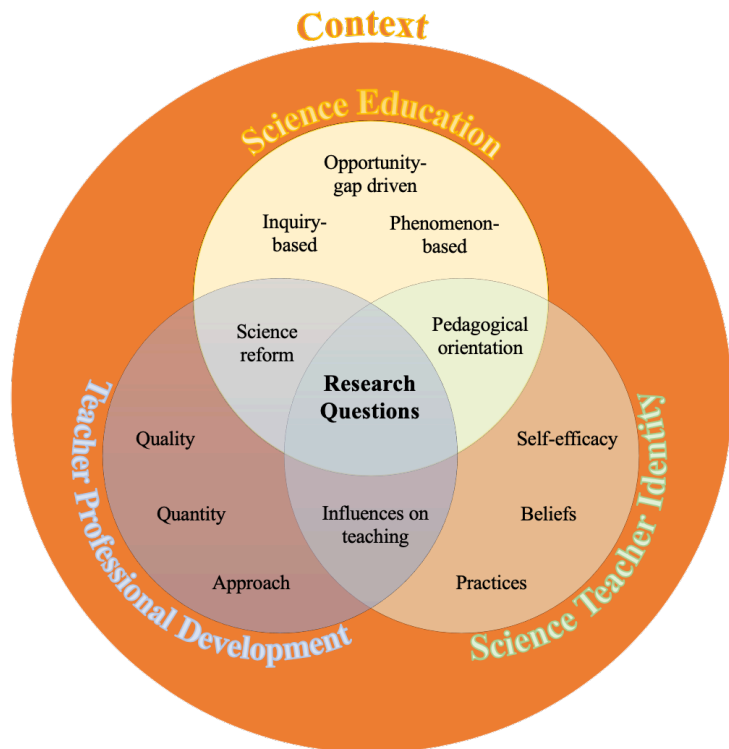 Context
Science Education
Opportunity-
gap driven
Inquiry-
based
Phenomenon-
based
Science
reform
Pedagogical
orientation
Research
Questions
Teacher Professional Development
Science Teacher Identity
Quality
Self-efficacy
Quantity
Influences on
teaching
Beliefs
Approach
Practices